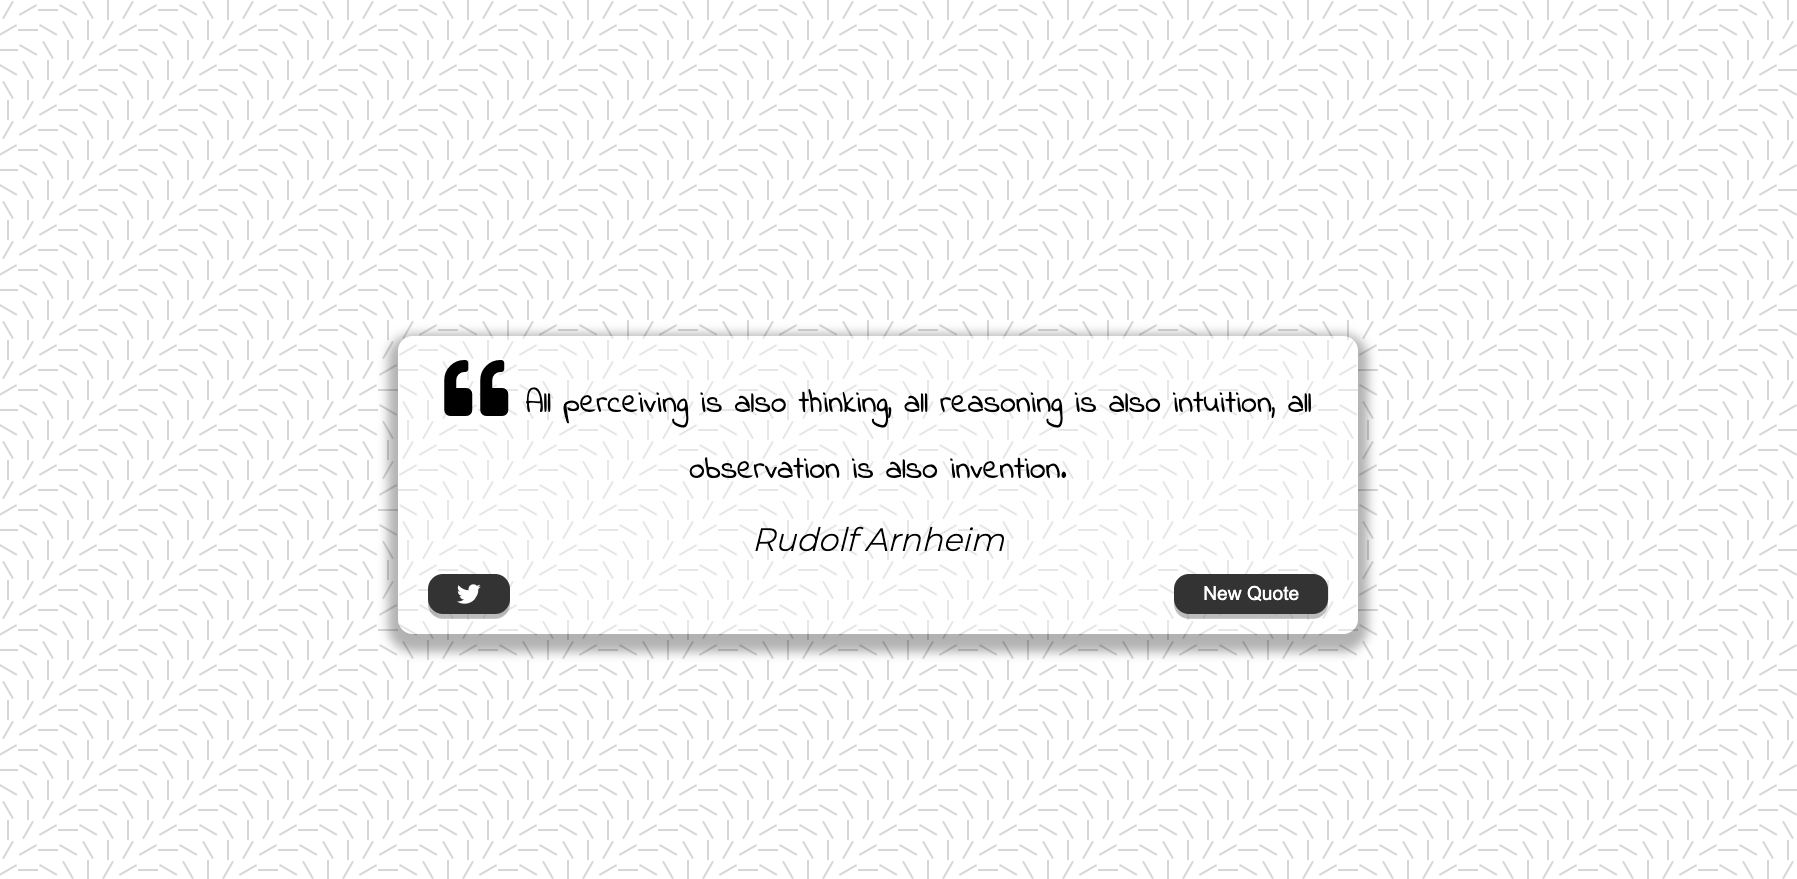 All perceiving is also thinking, all reasoning is also intuition, all
observation is also invention.
Rudolf Arnheim
New Quote